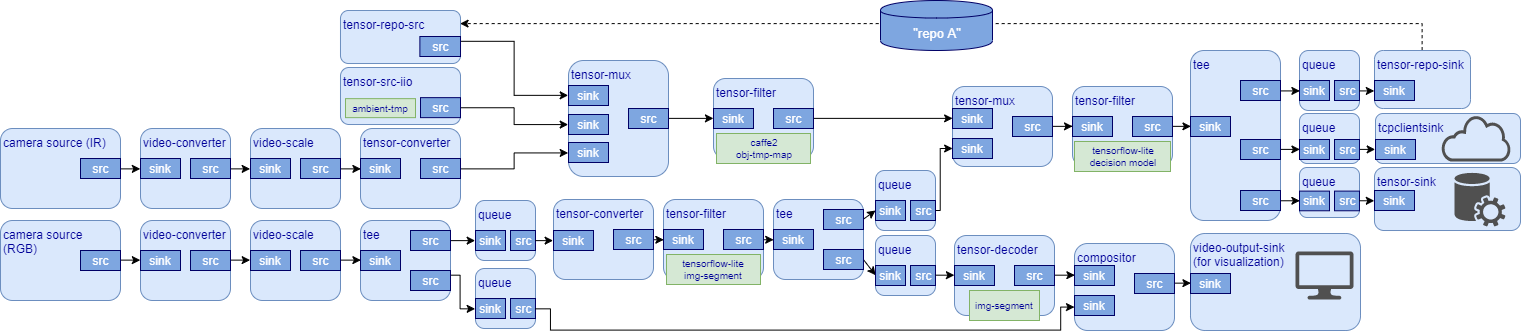 tensor-repo-src
src
"repo A"
tensor-src-iio
ambient-tmp
src
tensor-mux
sink
sink
sink
src
tensor-filter
sink
src
caffe2
obj-tmp-map
tensor-mux
sink
sink
src
tensor-filter
sink
src
tensorflow-lite
decision model
tee
sink
src
src
src
queue
sink
src
tensor-repo-sink
sink
queue
sink
src
tcpclientsink
sink
queue
sink
src
tensor-sink
sink
camera source (IR)
src
video-converter
sink
src
video-scale
sink
src
tensor-converter
sink
src
camera source
(RGB)
src
video-converter
sink
src
video-scale
sink
src
tee
sink
src
src
queue
sink
src
tensor-converter
sink
src
tensor-filter
sink
src
tensorflow-lite
img-segment
tee
sink
src
src
queue
sink
src
queue
sink
src
tensor-decoder
sink
src
img-segment
queue
sink
src
compositor
sink
sink
src
video-output-sink
(for visualization)
sink